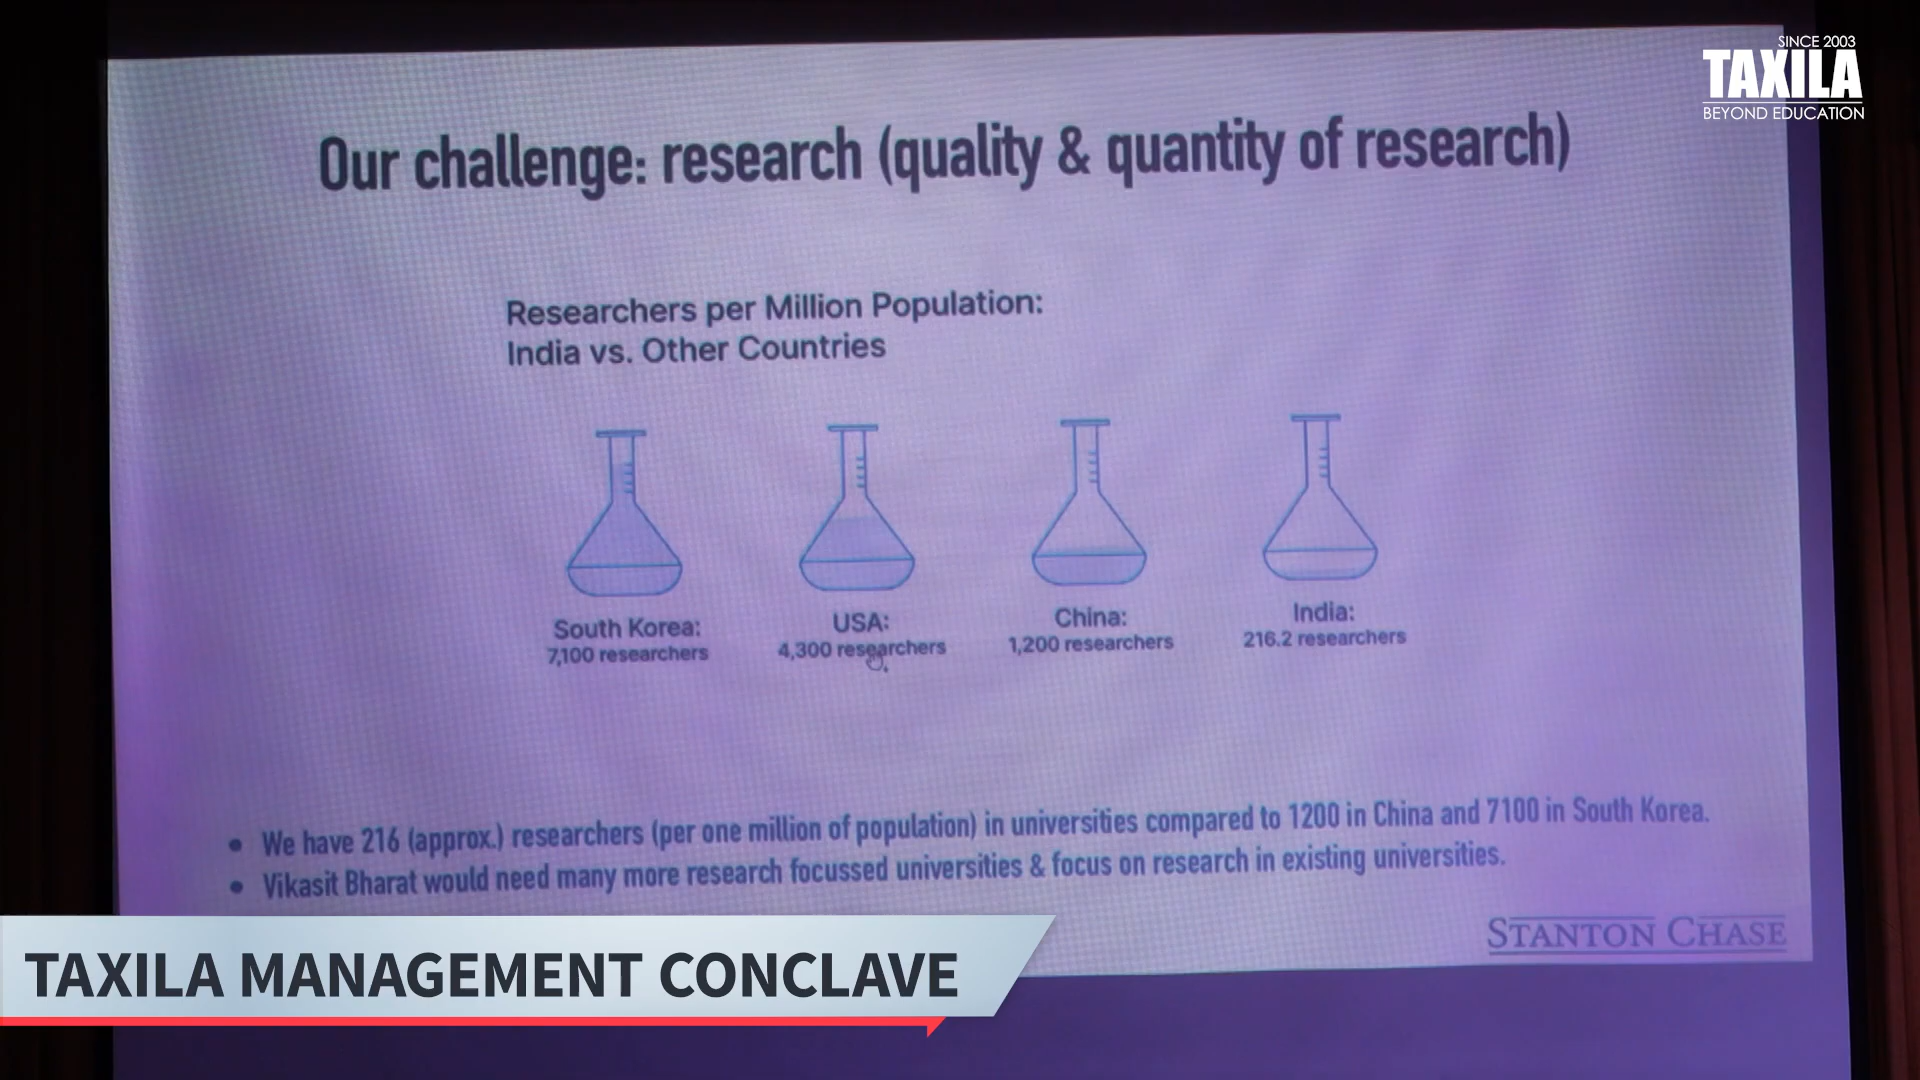 SINCE 2003
TAXILA
BEYOND EDUCATION
Our challenge: research (quality & quantity of research)
Researchers per Million Population:
India vs. Other Countries
South Korea:
7,100 researchers
USA:
4,300 researchers
China:
1,200 researchers
India:
216.2 researchers
• We have 216 (approx.) researchers (per one million of population) in universities compared to 1200 in China and 7100 in South Korea.
• Vikasit Bharat would need many more research focussed universities & focus on research in existing universities.
STANTON CHASE
TAXILA MANAGEMENT CONCLAVE